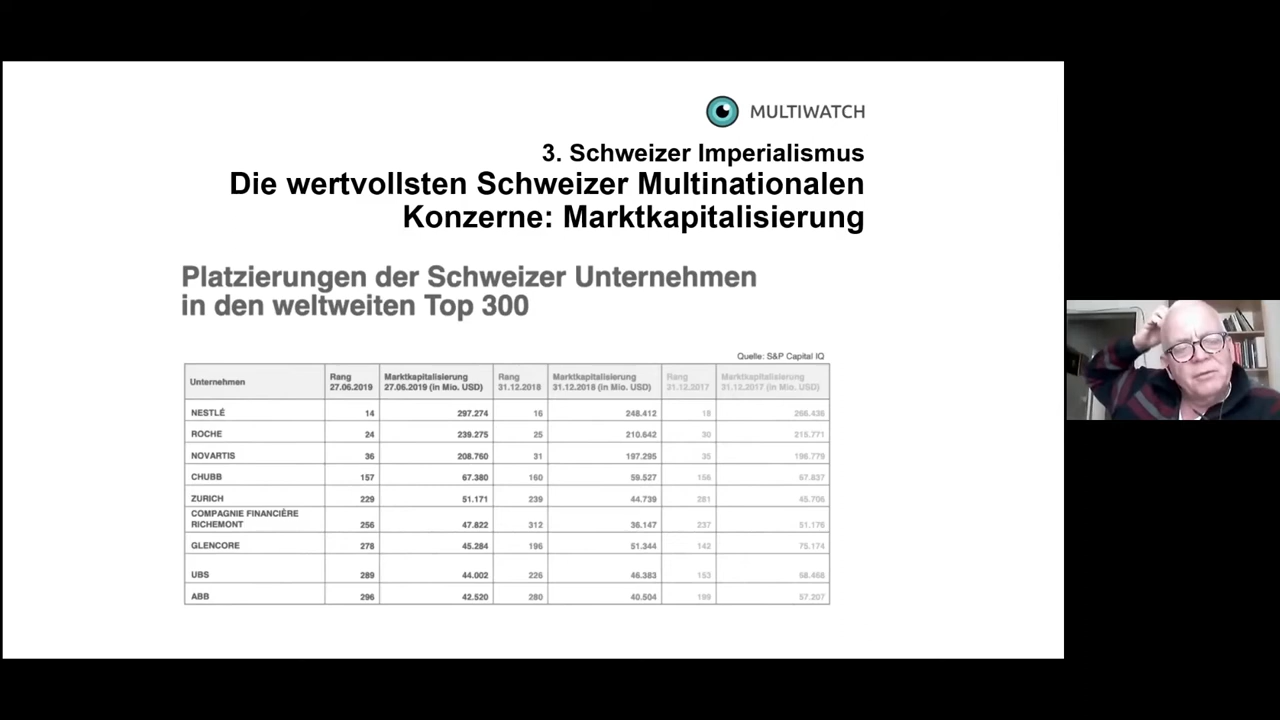 MULTIWATCH
3. Schweizer Imperialismus
Die wertvollsten Schweizer Multinationalen
Konzerne: Marktkapitalisierung
Platzierungen der Schweizer Unternehmen
in den weltweiten Top 300
Quelle: S&P Capital IQ
Unternehmen Rang 27.06.2019 Marktkapitalisierung 27.06.2019 (in Mio. USD) Rang 31.12.2018 Marktkapitalisierung 31.12.2018 (in Mio. USD) Rang 31.12.2017 Marktkapitalisierung 31.12.2017 (in Mio. USD)
NESTLÉ 14 297.274 16 248.412 18 266.436
ROCHE 24 239.275 25 210.642 30 215.771
NOVARTIS 36 208.760 31 197.295 35 196.779
CHUBB 157 67.380 160 59.527 156 67.837
ZURICH 229 51.171 239 44.739 281 45.706
COMPAGNIE FINANCIÈRE
RICHEMONT 256 47.822 312 36.147 237 51.176
GLENCORE 278 45.284 196 51.344 142 75.174
UBS 289 44.002 226 46.383 153 58.468
ABB 296 42.520 280 40.504 199 57.207